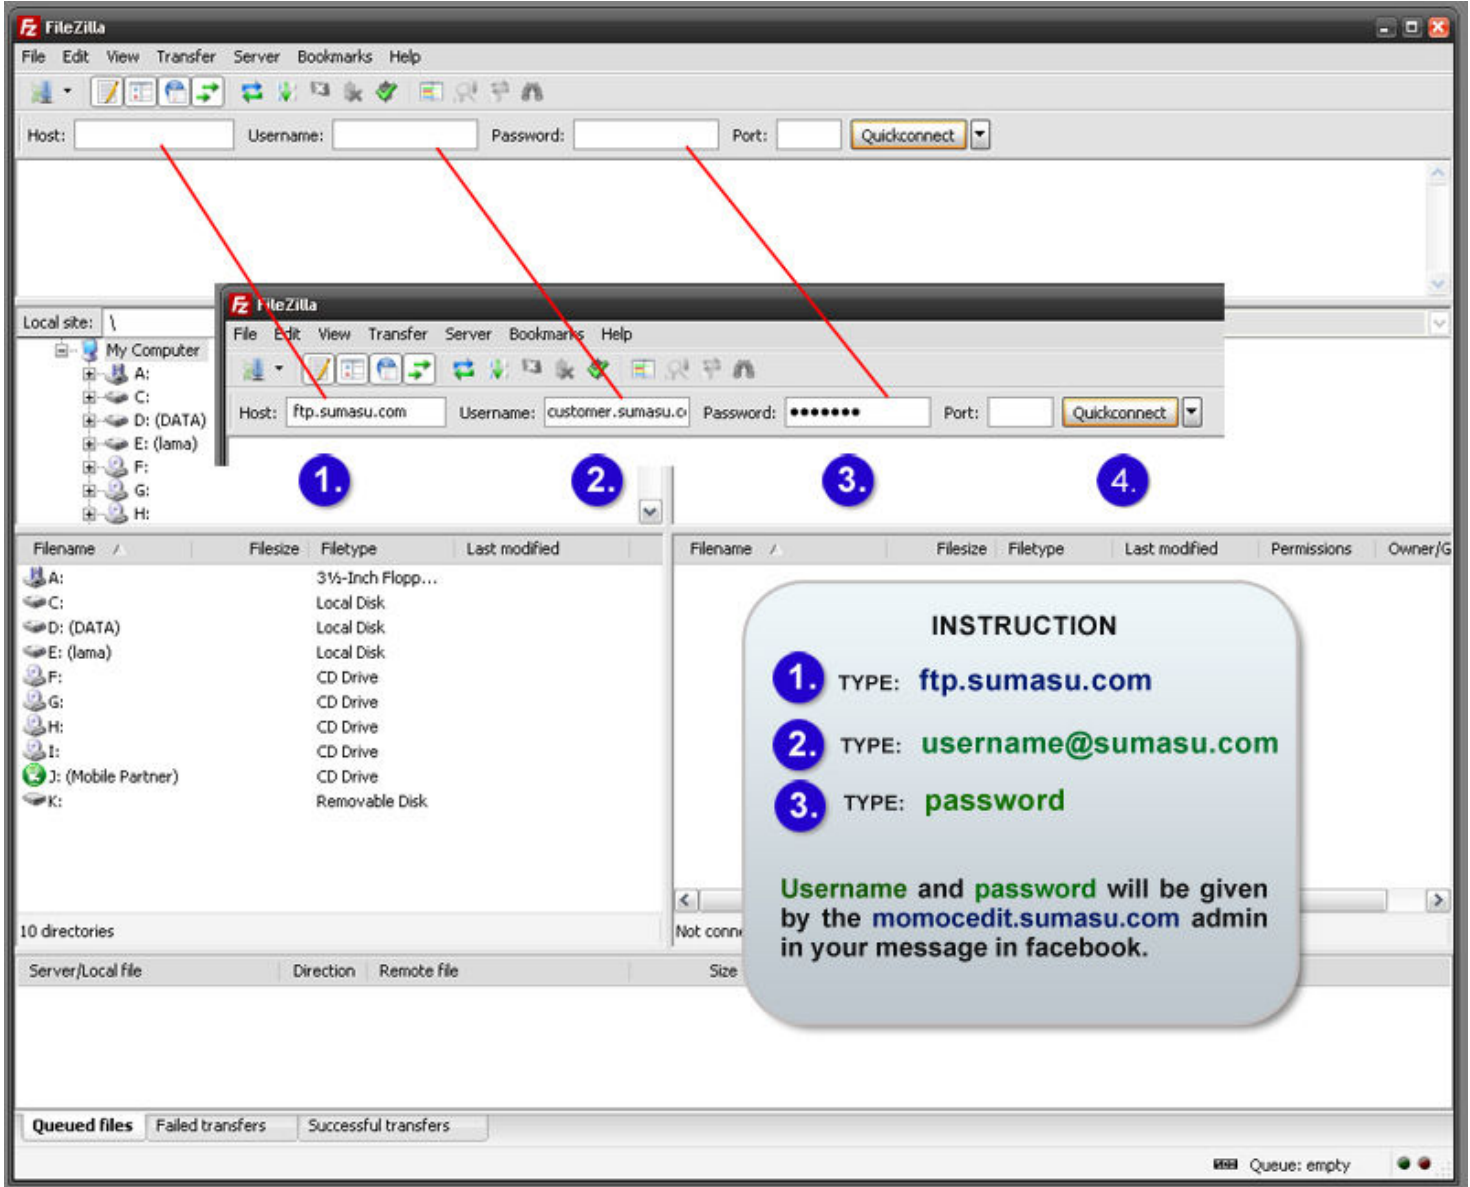 FileZilla
File Edit View Transfer Server Bookmarks Help
Host: Username: Password: Port: Quickconnect
FileZilla
File Edit View Transfer Server Bookmarks Help
Host: ftp.sumasu.com Username: customer.sumasu.co Password: ●●●●●●● Port: Quickconnect
1. 2. 3. 4.
Local site: \
My Computer
A:
C:
D: (DATA)
E: (lama)
F:
G:
H:
Filename Filesize Filetype Last modified
A: 3½-Inch Flopp...
C: Local Disk
D: (DATA) Local Disk
E: (lama) Local Disk
F: CD Drive
G: CD Drive
H: CD Drive
I: CD Drive
J: (Mobile Partner) CD Drive
K: Removable Disk
10 directories
Filename Filesize Filetype Last modified Permissions Owner/G
INSTRUCTION
1. TYPE: ftp.sumasu.com
2. TYPE: username@sumasu.com
3. TYPE: password
Username and password will be given
by the momocedit.sumasu.com admin
in your message in facebook.
Not conne
Server/Local file Direction Remote file Size
Queued files Failed transfers Successful transfers
Queue: empty